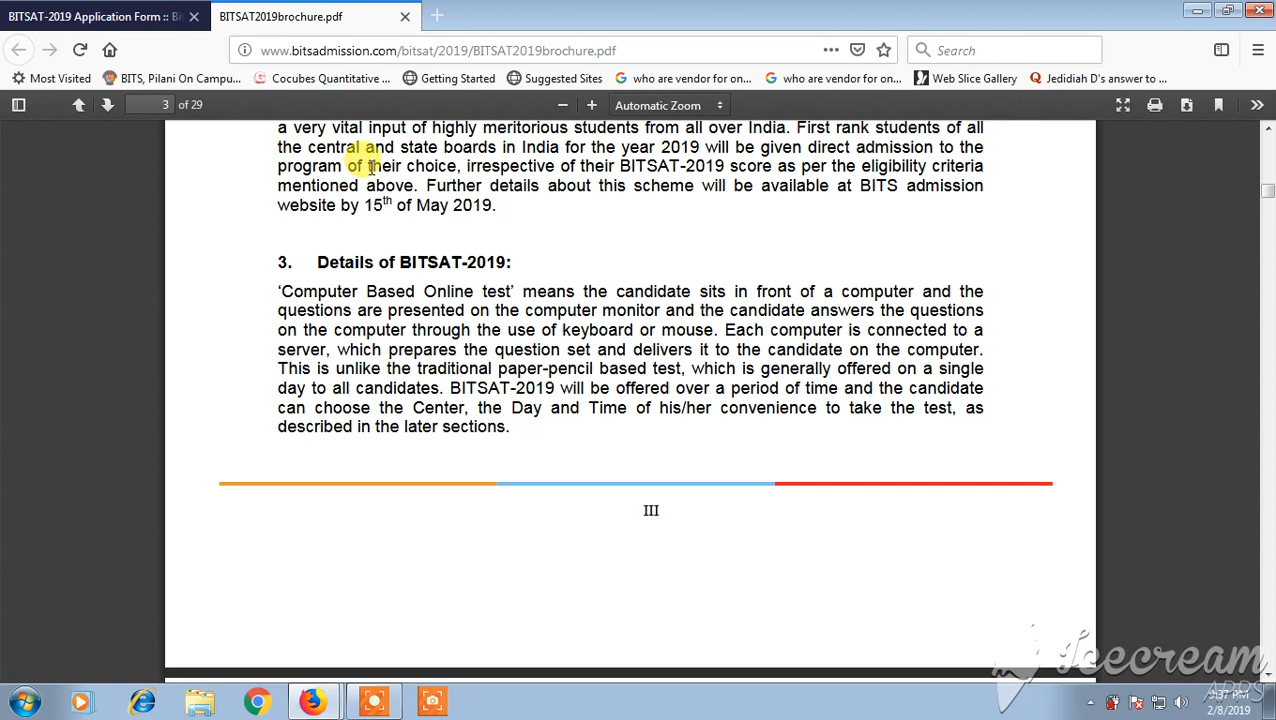 BITSAT-2019 Application Form :: Bi
BITSAT2019brochure.pdf
www.bitsadmission.com/bitsat/2019/BITSAT2019brochure.pdf
Search
Most Visited
BITS, Pilani On Campu...
Cocubes Quantitative ...
Getting Started
Suggested Sites
who are vendor for on...
who are vendor for on...
Web Slice Gallery
Jedidiah D's answer to ...
3 of 29
Automatic Zoom
a very vital input of highly meritorious students from all over India. First rank students of all
the central and state boards in India for the year 2019 will be given direct admission to the
program of their choice, irrespective of their BITSAT-2019 score as per the eligibility criteria
mentioned above. Further details about this scheme will be available at BITS admission
website by 15th of May 2019.
3. Details of BITSAT-2019:
‘Computer Based Online test’ means the candidate sits in front of a computer and the
questions are presented on the computer monitor and the candidate answers the questions
on the computer through the use of keyboard or mouse. Each computer is connected to a
server, which prepares the question set and delivers it to the candidate on the computer.
This is unlike the traditional paper-pencil based test, which is generally offered on a single
day to all candidates. BITSAT-2019 will be offered over a period of time and the candidate
can choose the Center, the Day and Time of his/her convenience to take the test, as
described in the later sections.
III
Icecream
APPS
9:37 PM
2/8/2019